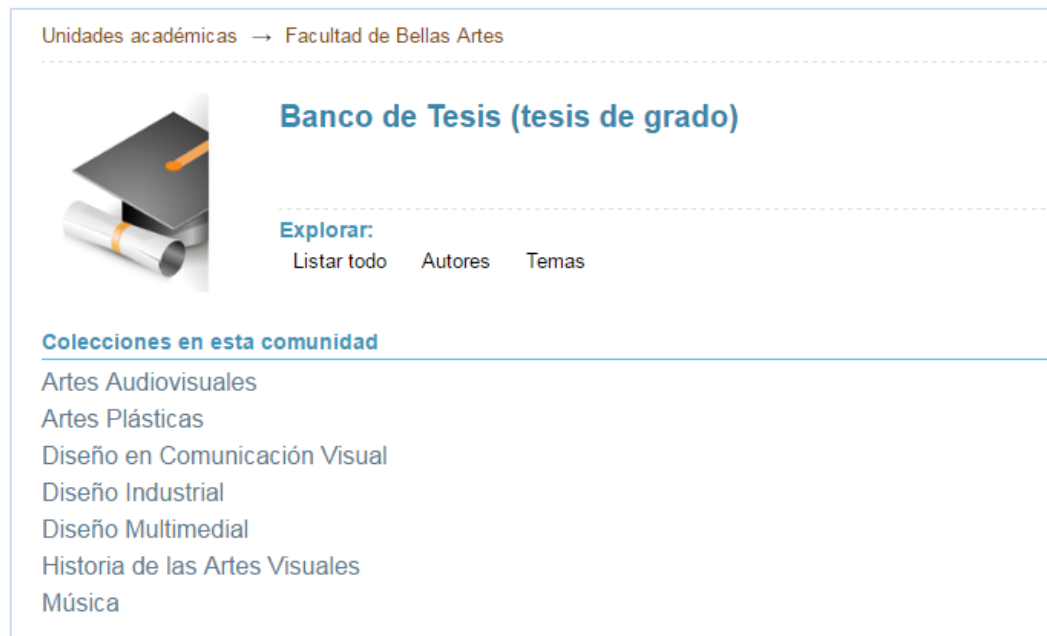 Unidades académicas → Facultad de Bellas Artes
Banco de Tesis (tesis de grado)
Explorar:
Listar todo Autores Temas
Colecciones en esta comunidad
Artes Audiovisuales
Artes Plásticas
Diseño en Comunicación Visual
Diseño Industrial
Diseño Multimedial
Historia de las Artes Visuales
Música